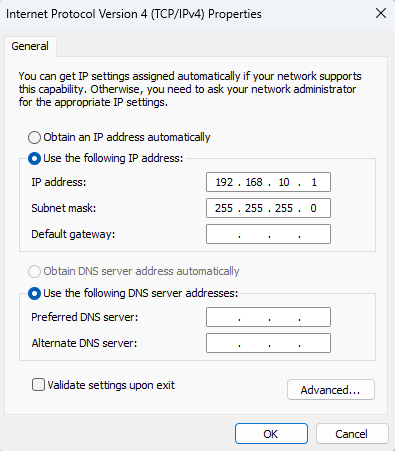 Internet Protocol Version 4 (TCP/IPv4) Properties
General
You can get IP settings assigned automatically if your network supports
this capability. Otherwise, you need to ask your network administrator
for the appropriate IP settings.
Obtain an IP address automatically
Use the following IP address:
IP address: 192 . 168 . 10 . 1
Subnet mask: 255 . 255 . 255 . 0
Default gateway: . . .
Obtain DNS server address automatically
Use the following DNS server addresses:
Preferred DNS server: . . .
Alternate DNS server: . . .
Validate settings upon exit
Advanced...
OK Cancel